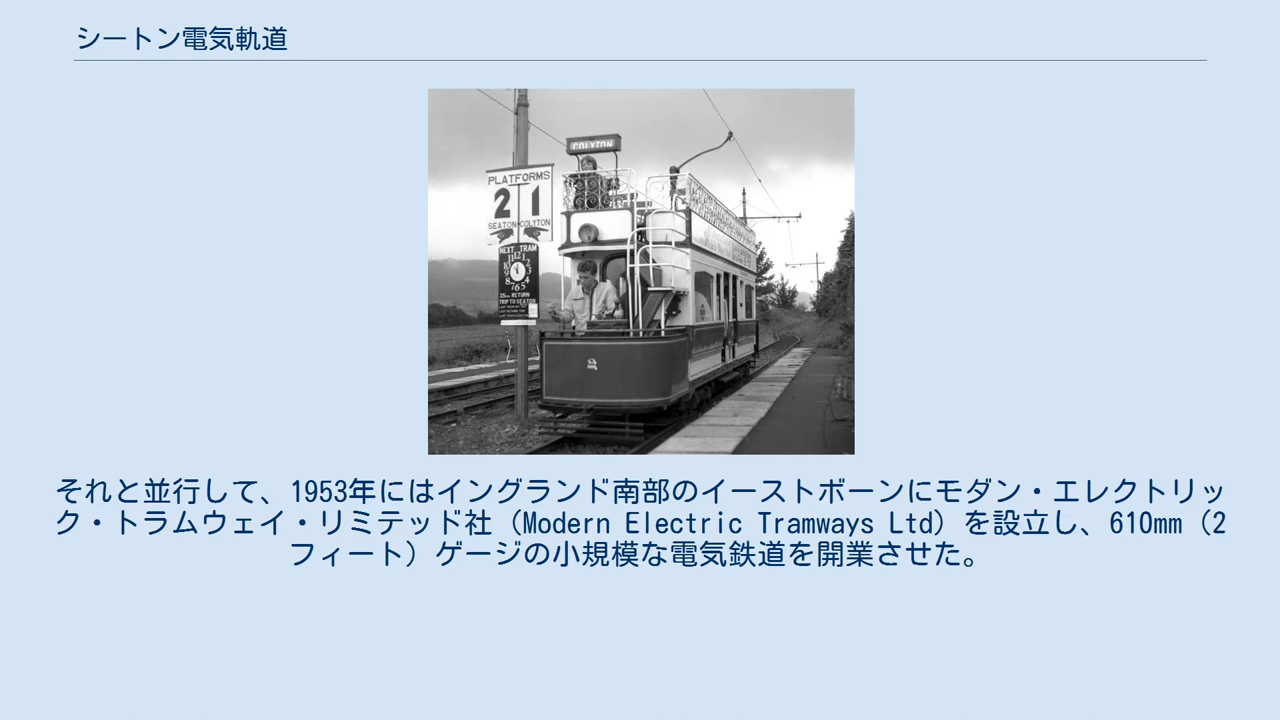 シートン電気軌道
COLYTON
PLATFORMS
2 1
SEATON COLYTON
NEXT TRAM
35min RETURN
TRIP TO SEATON
2
それと並行して、1953年にはイングランド南部のイーストボーンにモダン・エレクトリッ
ク・トラムウェイ・リミテッド社（Modern Electric Tramways Ltd）を設立し、610mm（2
フィート）ゲージの小規模な電気鉄道を開業させた。